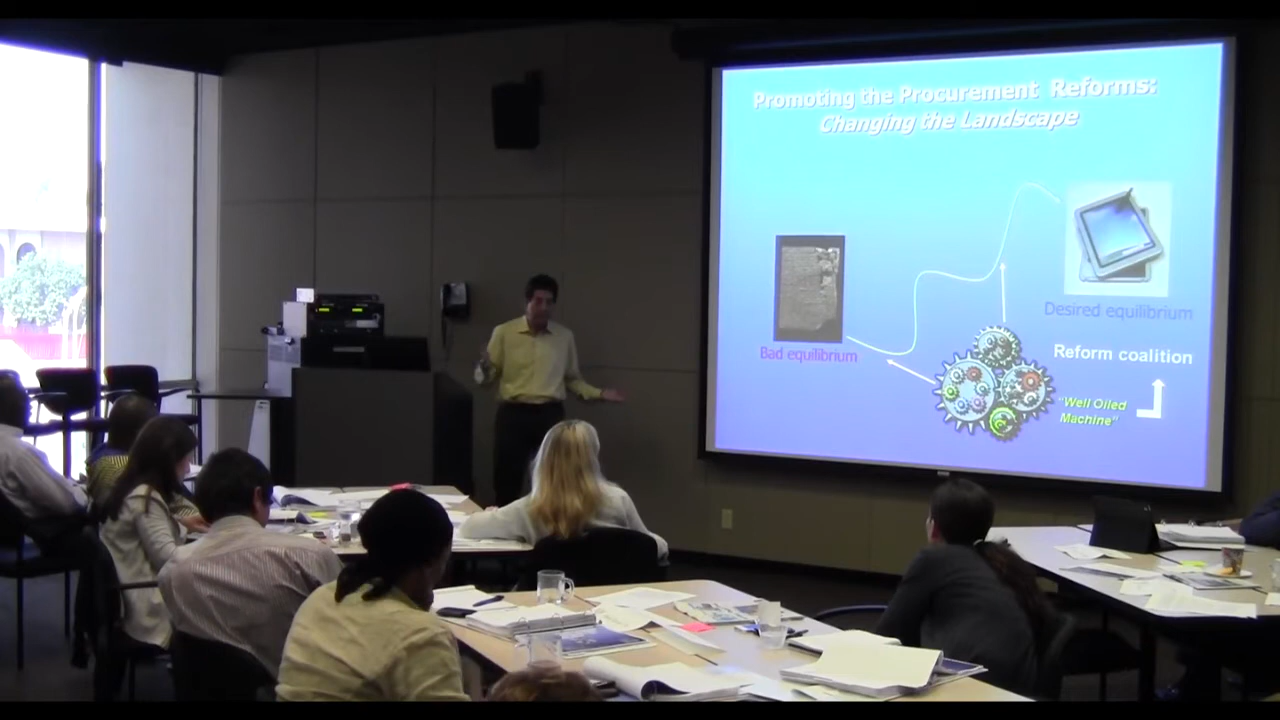 Promoting the Procurement Reforms:
Changing the Landscape
Desired equilibrium
Bad equilibrium
Reform coalition
"Well Oiled
Machine"